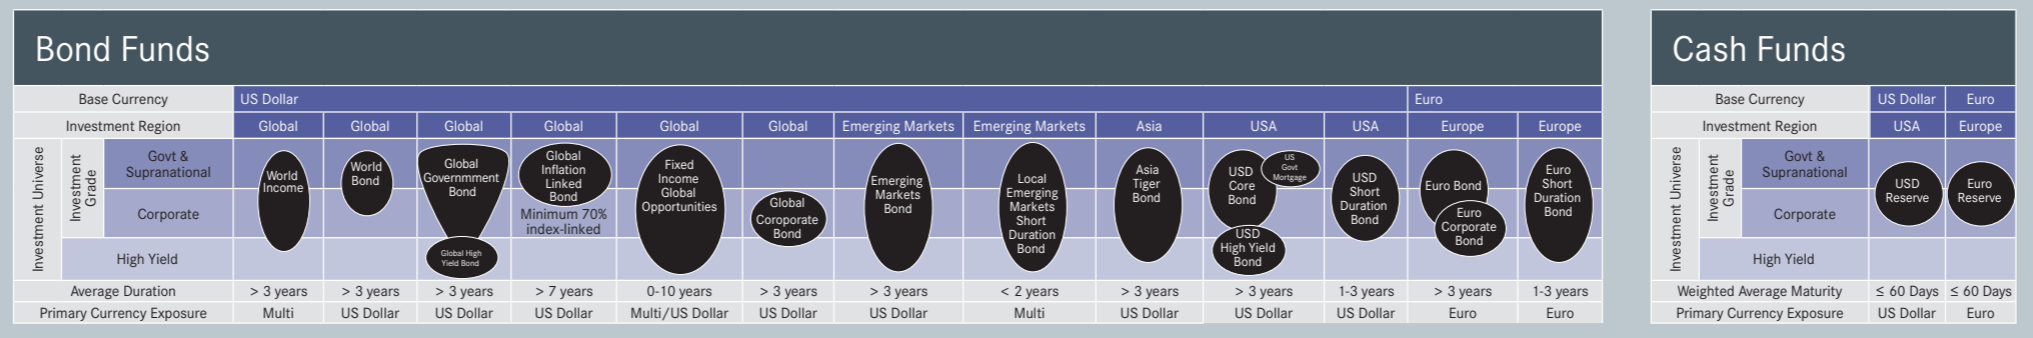 Bond Funds
Base Currency US Dollar Euro
Investment Region Global Global Global Global Global Global Emerging Markets Emerging Markets Asia USA USA Europe Europe
Investment Universe
Investment
Grade
Govt &
Supranational
Corporate
High Yield
World
Income
World
Bond
Global
Governmment
Bond
Global High
Yield Bond
Global
Inflation
Linked
Bond
Minimum 70%
index-linked
Fixed
Income
Global
Opportunities
Global
Coroporate
Bond
Emerging
Markets
Bond
Local
Emerging
Markets
Short
Duration
Bond
Asia
Tiger
Bond
USD
Core
Bond
US
Govt
Mortgage
USD
High Yield
Bond
USD
Short
Duration
Bond
Euro Bond
Euro
Corporate
Bond
Euro
Short
Duration
Bond
Average Duration > 3 years > 3 years > 3 years > 7 years 0-10 years > 3 years > 3 years < 2 years > 3 years > 3 years 1-3 years > 3 years 1-3 years
Primary Currency Exposure Multi US Dollar US Dollar US Dollar Multi/US Dollar US Dollar US Dollar Multi US Dollar US Dollar US Dollar Euro Euro
Cash Funds
Base Currency US Dollar Euro
Investment Region USA Europe
Investment Universe
Investment
Grade
Govt &
Supranational
Corporate
High Yield
USD
Reserve
Euro
Reserve
Weighted Average Maturity ≤ 60 Days ≤ 60 Days
Primary Currency Exposure US Dollar Euro